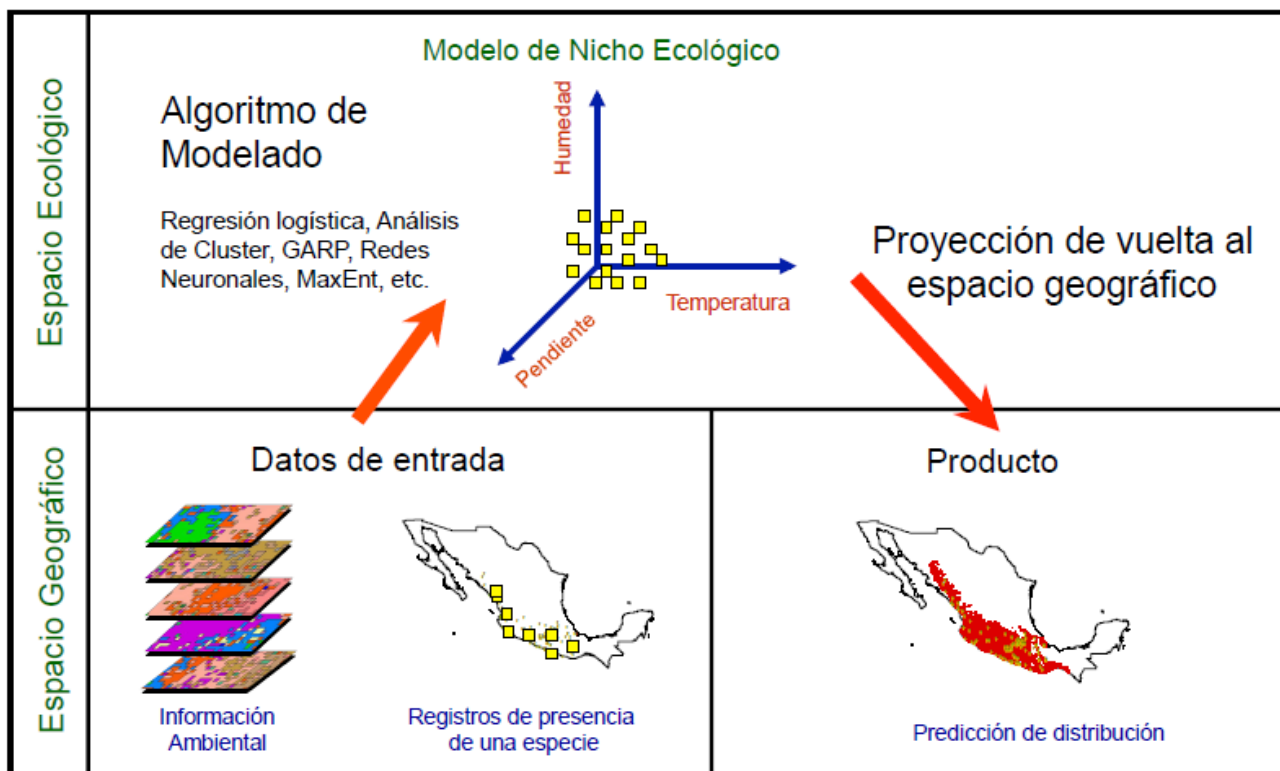 Espacio Ecológico
Modelo de Nicho Ecológico
Algoritmo de
Modelado
Regresión logística, Análisis
de Cluster, GARP, Redes
Neuronales, MaxEnt, etc.
Humedad
Temperatura
Pendiente
Proyección de vuelta al
espacio geográfico
Espacio Geográfico
Datos de entrada
Información
Ambiental
Registros de presencia
de una especie
Producto
Predicción de distribución